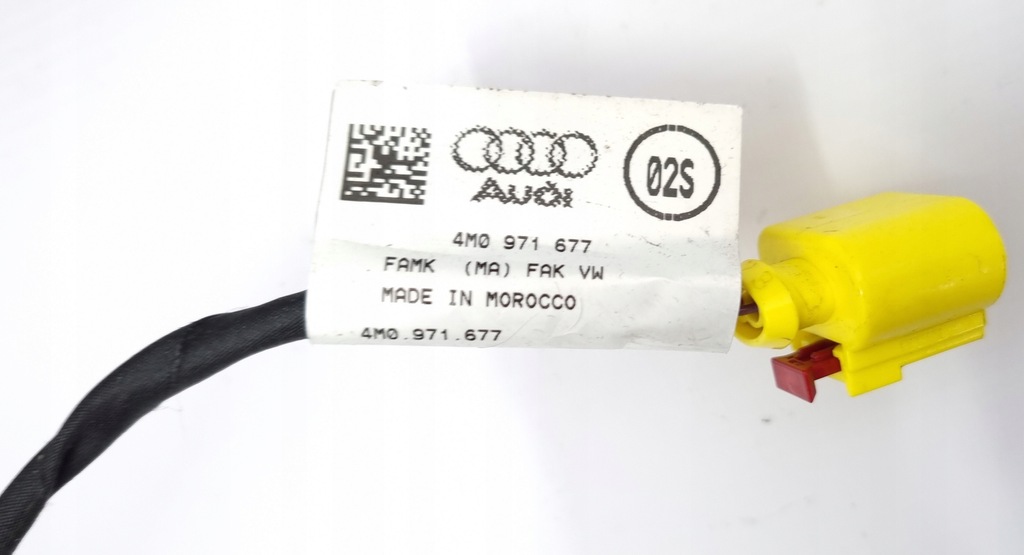 Audi
02S
4M0 971 677
FAMK (MA) FAK VW
MADE IN MOROCCO
4M0.971.677